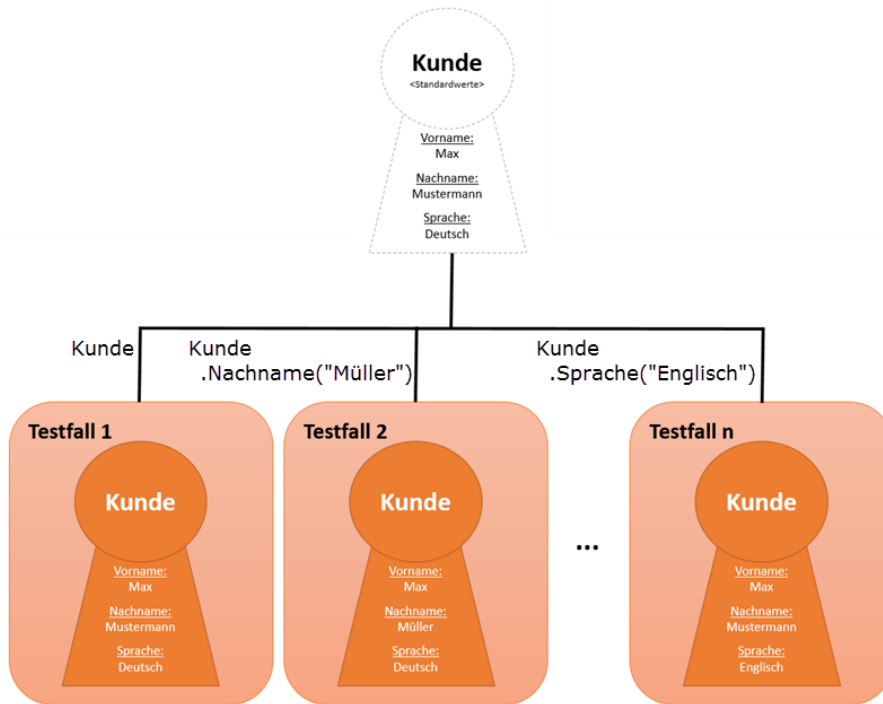 Kunde
<Standardwerte>
Vorname:
Max
Nachname:
Mustermann
Sprache:
Deutsch
Kunde
Kunde
.Nachname("Müller")
Kunde
.Sprache("Englisch")
Testfall 1
Kunde
Vorname:
Max
Nachname:
Mustermann
Sprache:
Deutsch
Testfall 2
Kunde
Vorname:
Max
Nachname:
Müller
Sprache:
Deutsch
...
Testfall n
Kunde
Vorname:
Max
Nachname:
Mustermann
Sprache:
Englisch